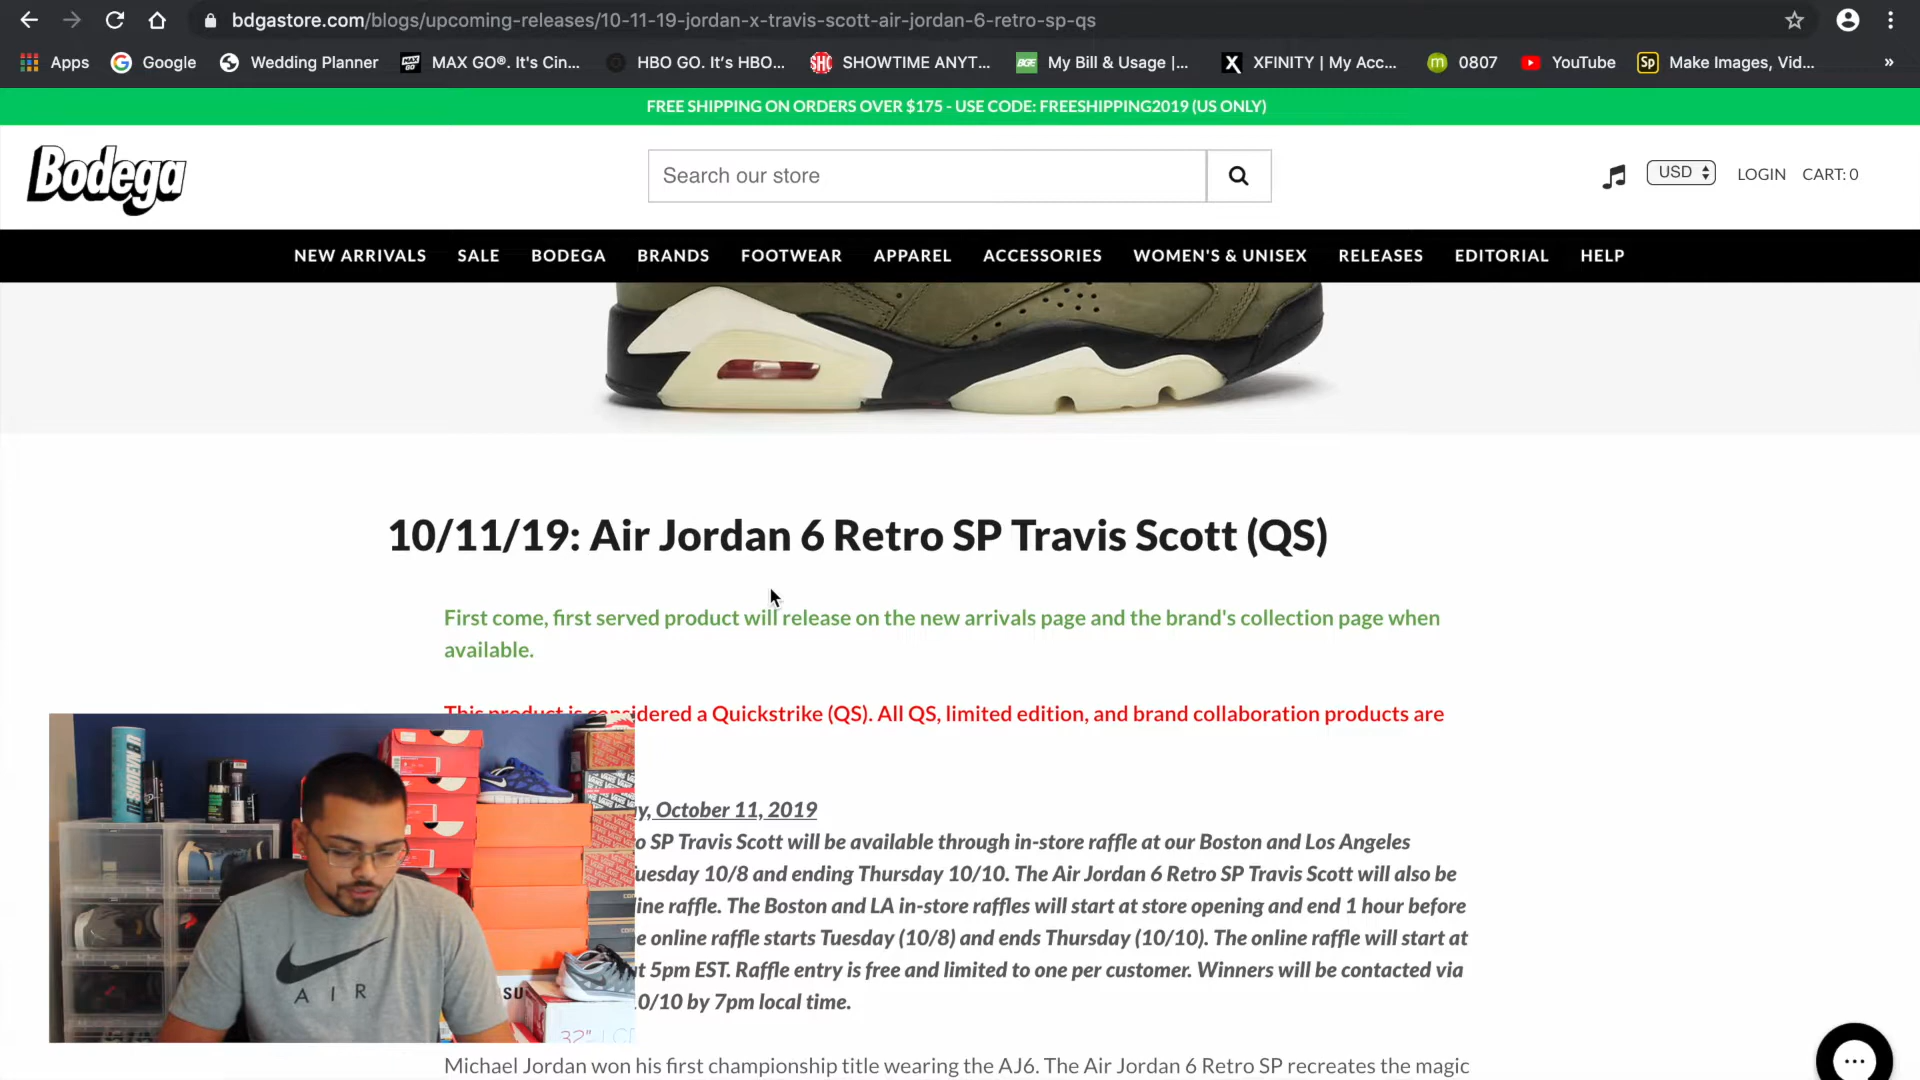 bdgastore.com/blogs/upcoming-releases/10-11-19-jordan-x-travis-scott-air-jordan-6-retro-sp-qs
Apps Google Wedding Planner MAX GO®. It's Cin... HBO GO. It's HBO... SHOWTIME ANYT... My Bill & Usage |... XFINITY | My Acc... 0807 YouTube Make Images, Vid... »
FREE SHIPPING ON ORDERS OVER $175 - USE CODE: FREESHIPPING2019 (US ONLY)
Bodega Search our store USD LOGIN CART: 0
NEW ARRIVALS SALE BODEGA BRANDS FOOTWEAR APPAREL ACCESSORIES WOMEN'S & UNISEX RELEASES EDITORIAL HELP
10/11/19: Air Jordan 6 Retro SP Travis Scott (QS)
First come, first served product will release on the new arrivals page and the brand's collection page when
available.
This product is considered a Quickstrike (QS). All QS, limited edition, and brand collaboration products are
y, October 11, 2019
o SP Travis Scott will be available through in-store raffle at our Boston and Los Angeles
uesday 10/8 and ending Thursday 10/10. The Air Jordan 6 Retro SP Travis Scott will also be
ine raffle. The Boston and LA in-store raffles will start at store opening and end 1 hour before
e online raffle starts Tuesday (10/8) and ends Thursday (10/10). The online raffle will start at
t 5pm EST. Raffle entry is free and limited to one per customer. Winners will be contacted via
0/10 by 7pm local time.
AIR
SU
32"
Michael Jordan won his first championship title wearing the AJ6. The Air Jordan 6 Retro SP recreates the magic